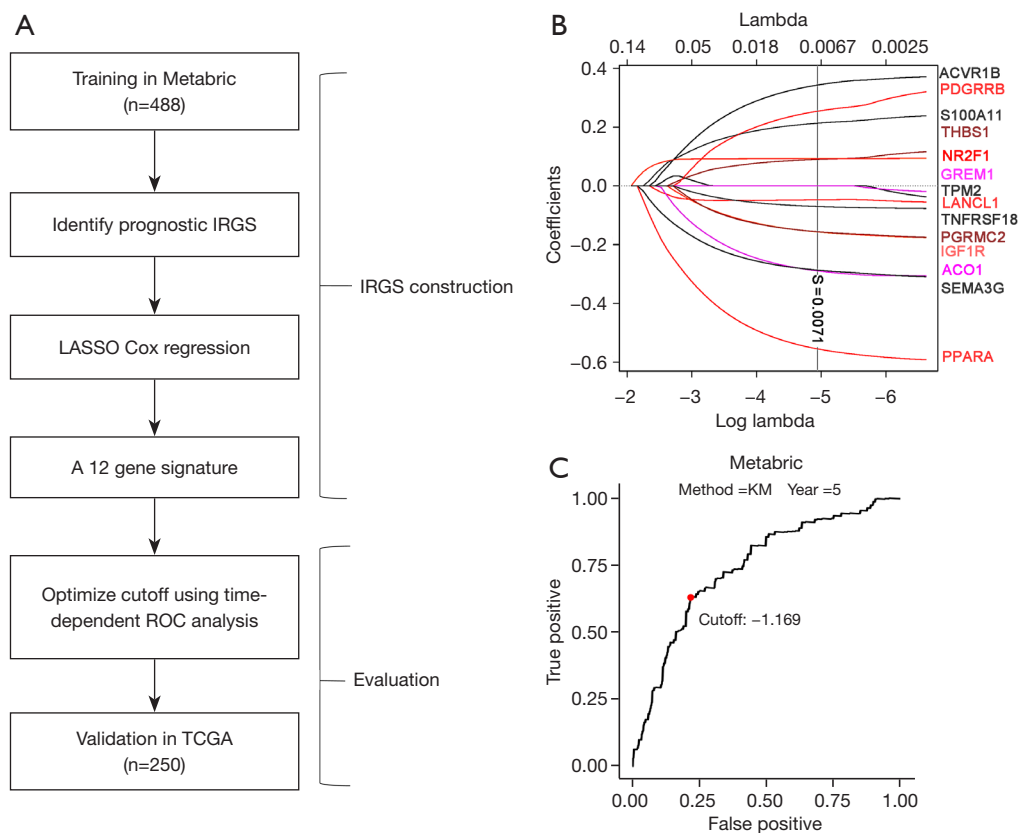 A
Training in Metabric
(n=488)
Identify prognostic IRGS
LASSO Cox regression
A 12 gene signature
IRGS construction
Optimize cutoff using time-
dependent ROC analysis
Validation in TCGA
(n=250)
Evaluation
B
Lambda
0.14 0.05 0.018 0.0067 0.0025
0.4
0.2
0.0
−0.2
−0.4
−0.6
Coefficients
S = 0.0071
ACVR1B
PDGRRB
S100A11
THBS1
NR2F1
GREM1
TPM2
LANCL1
TNFRSF18
PGRMC2
IGF1R
ACO1
SEMA3G
PPARA
−2 −3 −4 −5 −6
Log lambda
C
Metabric
Method =KM Year =5
1.00
0.75
0.50
0.25
0.00
True positive
Cutoff: −1.169
0.00 0.25 0.50 0.75 1.00
False positive